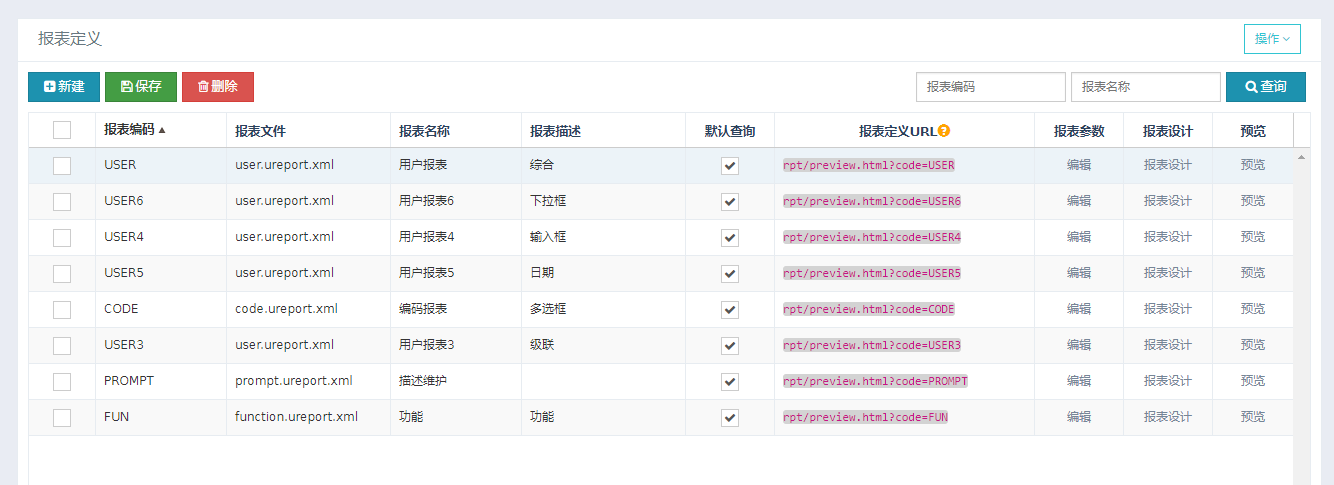 报表定义 操作
新建 保存 删除 报表编码 报表名称 查询
报表编码 报表文件 报表名称 报表描述 默认查询 报表定义URL 报表参数 报表设计 预览
USER user.ureport.xml 用户报表 综合 rpt/preview.html?code=USER 编辑 报表设计 预览
USER6 user.ureport.xml 用户报表6 下拉框 rpt/preview.html?code=USER6 编辑 报表设计 预览
USER4 user.ureport.xml 用户报表4 输入框 rpt/preview.html?code=USER4 编辑 报表设计 预览
USER5 user.ureport.xml 用户报表5 日期 rpt/preview.html?code=USER5 编辑 报表设计 预览
CODE code.ureport.xml 编码报表 多选框 rpt/preview.html?code=CODE 编辑 报表设计 预览
USER3 user.ureport.xml 用户报表3 级联 rpt/preview.html?code=USER3 编辑 报表设计 预览
PROMPT prompt.ureport.xml 描述维护 rpt/preview.html?code=PROMPT 编辑 报表设计 预览
FUN function.ureport.xml 功能 功能 rpt/preview.html?code=FUN 编辑 报表设计 预览